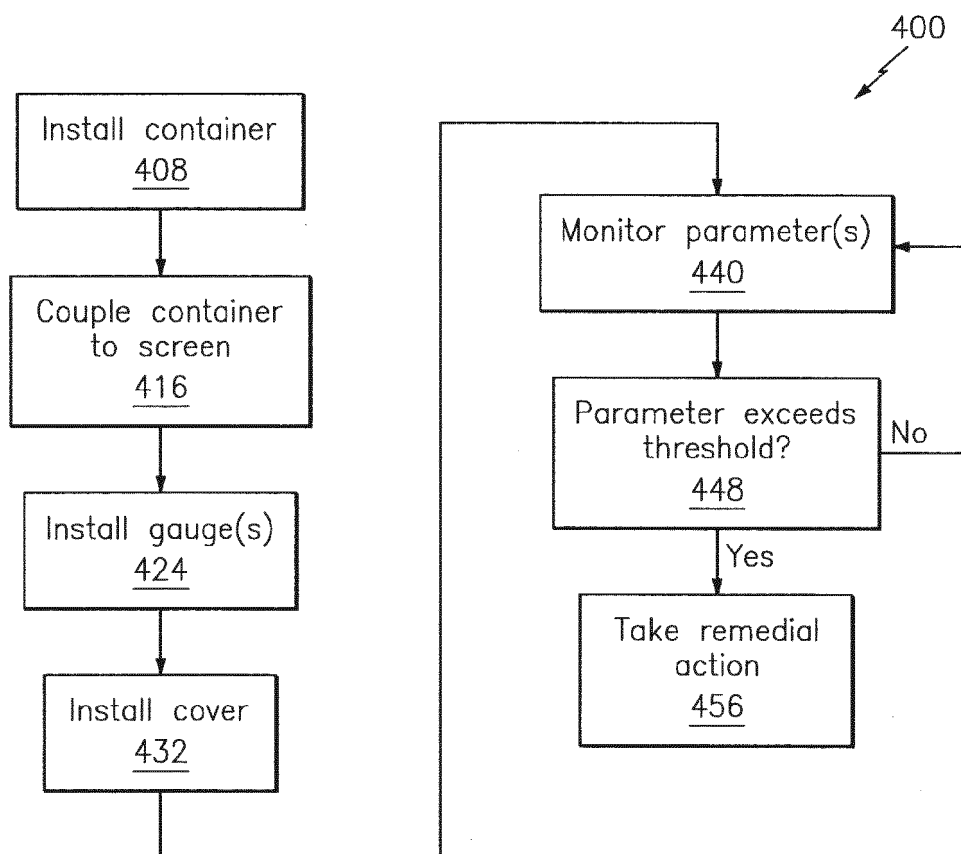 400
Install container
408
Couple container
to screen
416
Install gauge(s)
424
Install cover
432
Monitor parameter(s)
440
Parameter exceeds
threshold?
448
No
Yes
Take remedial
action
456